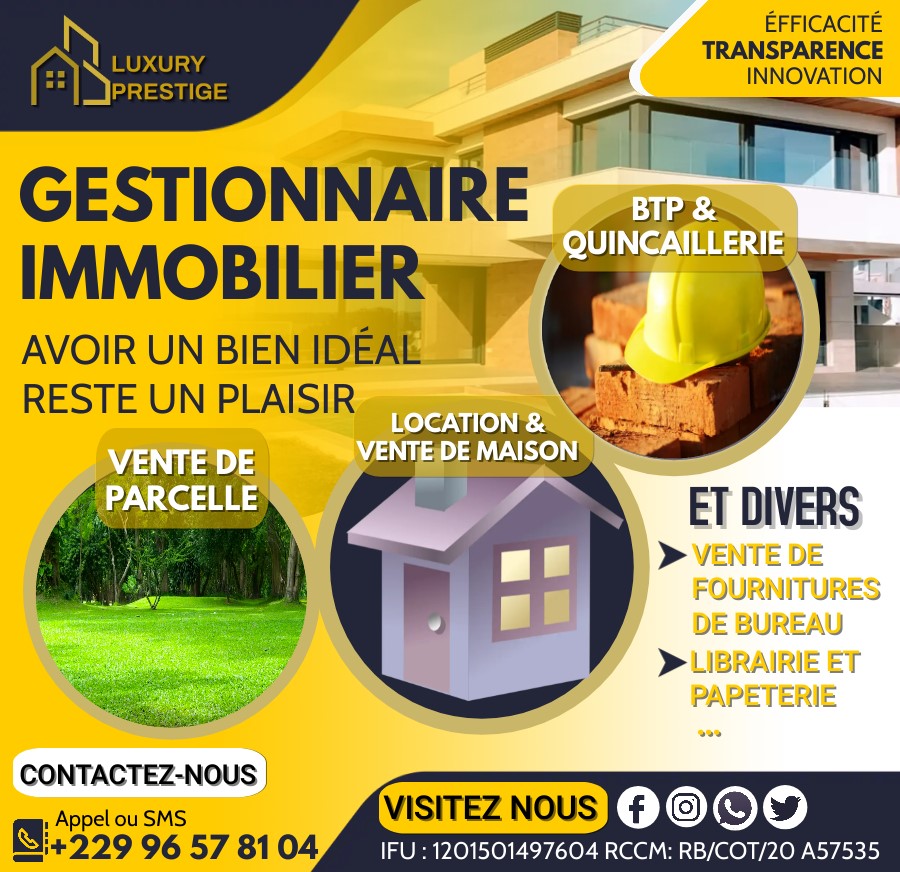 LUXURY
PRESTIGE
ÉFFICACITÉ
TRANSPARENCE
INNOVATION
GESTIONNAIRE
IMMOBILIER
AVOIR UN BIEN IDÉAL
RESTE UN PLAISIR
BTP &
QUINCAILLERIE
LOCATION &
VENTE DE MAISON
VENTE DE
PARCELLE
ET DIVERS
VENTE DE
FOURNITURES
DE BUREAU
LIBRAIRIE ET
PAPETERIE
...
CONTACTEZ-NOUS
Appel ou SMS
+229 96 57 81 04
VISITEZ NOUS
IFU : 1201501497604 RCCM: RB/COT/20 A57535